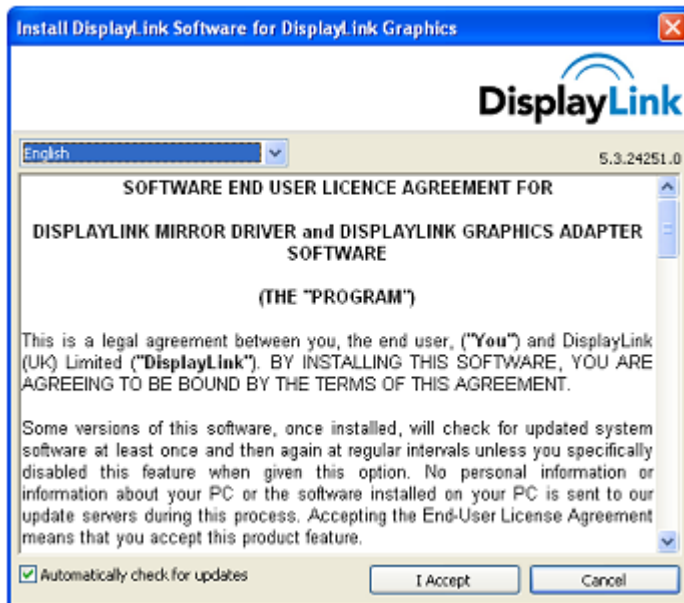 Install DisplayLink Software for DisplayLink Graphics
DisplayLink
English
5.3.24251.0
SOFTWARE END USER LICENCE AGREEMENT FOR
DISPLAYLINK MIRROR DRIVER and DISPLAYLINK GRAPHICS ADAPTER
SOFTWARE
(THE "PROGRAM")
This is a legal agreement between you, the end user, ("You") and DisplayLink
(UK) Limited ("DisplayLink"). BY INSTALLING THIS SOFTWARE, YOU ARE
AGREEING TO BE BOUND BY THE TERMS OF THIS AGREEMENT.
Some versions of this software, once installed, will check for updated system
software at least once and then again at regular intervals unless you specifically
disabled this feature when given this option. No personal information or
information about your PC or the software installed on your PC is sent to our
update servers during this process. Accepting the End-User License Agreement
means that you accept this product feature.
Automatically check for updates
I Accept
Cancel